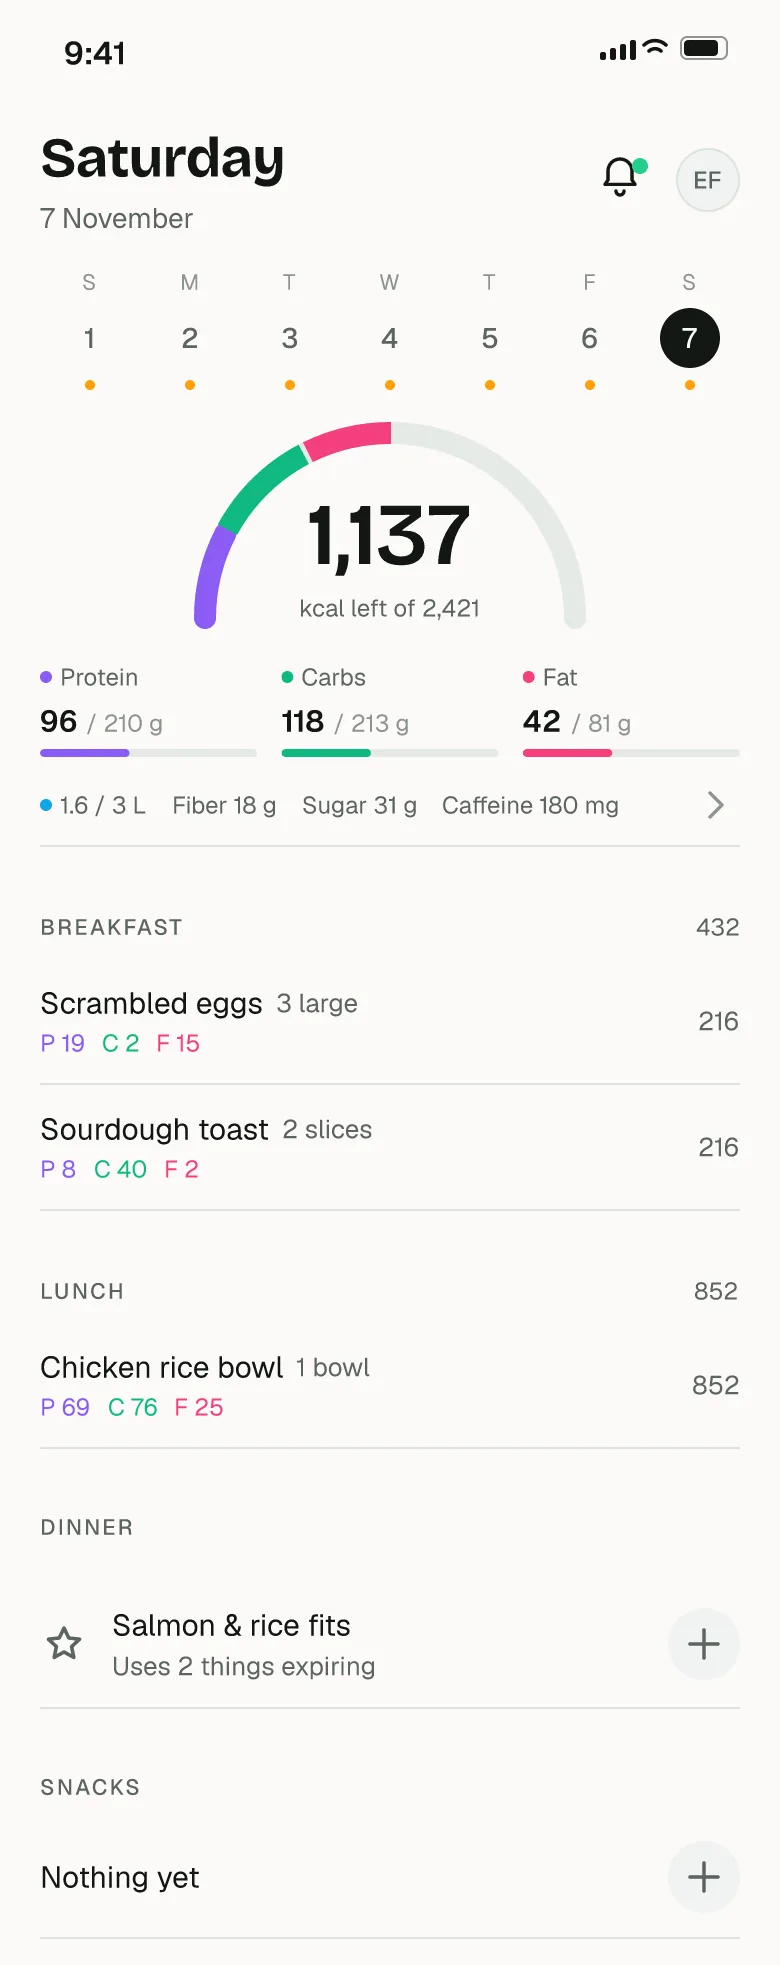 9:41
Saturday
7 November
EF
S M T W T F S
1 2 3 4 5 6 7
1,137
kcal left of 2,421
Protein Carbs Fat
96 / 210 g 118 / 213 g 42 / 81 g
1.6 / 3 L Fiber 18 g Sugar 31 g Caffeine 180 mg
BREAKFAST 432
Scrambled eggs 3 large
216
P 19 C 2 F 15
Sourdough toast 2 slices
216
P 8 C 40 F 2
LUNCH 852
Chicken rice bowl 1 bowl
852
P 69 C 76 F 25
DINNER
Salmon & rice fits
Uses 2 things expiring
SNACKS
Nothing yet